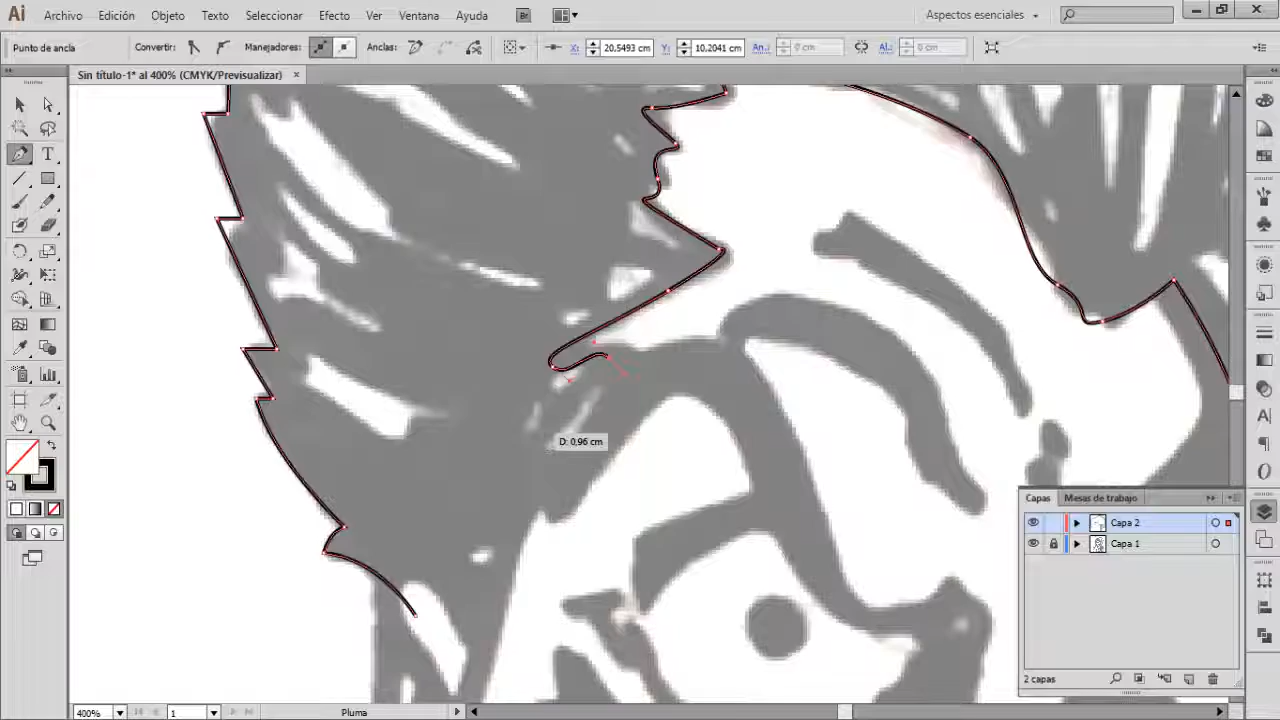 Ai Archivo Edición Objeto Texto Seleccionar Efecto Ver Ventana Ayuda Br Aspectos esenciales
Punto de ancla Convertir: Manejadores: Anclas: X: 20,5493 cm Y: 10,2041 cm An.: 0 cm Al.: 0 cm
Sin título-1* al 400% (CMYK/Previsualizar) ×
D: 0,96 cm
Capas Mesas de trabajo
Capa 2
Capa 1
2 capas
400% 1 Pluma